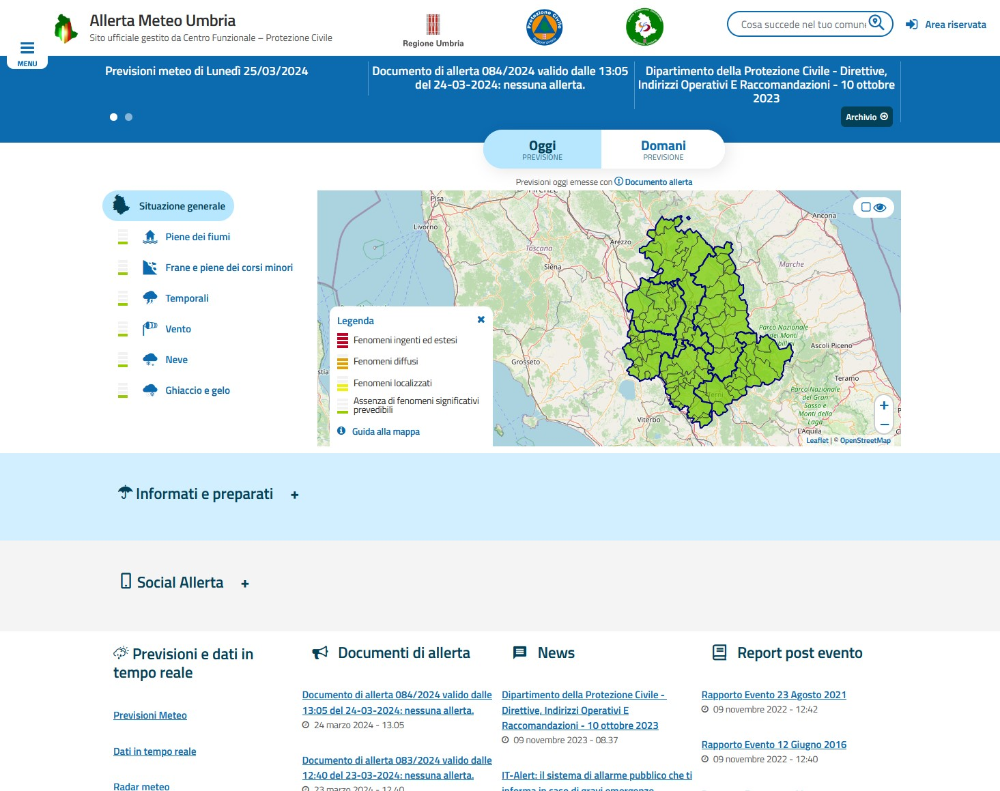 Allerta Meteo Umbria
Sito ufficiale gestito da Centro Funzionale – Protezione Civile
Regione Umbria
Protezione Civile
Regione Umbria
Cosa succede nel tuo comune
Area riservata
MENU
Previsioni meteo di Lunedì 25/03/2024
Documento di allerta 084/2024 valido dalle 13:05
del 24-03-2024: nessuna allerta.
Dipartimento della Protezione Civile - Direttive,
Indirizzi Operativi E Raccomandazioni - 10 ottobre
2023
Archivio
Oggi
PREVISIONE
Domani
PREVISIONE
Previsioni oggi emesse con Documento allerta
Situazione generale
Piene dei fiumi
Frane e piene dei corsi minori
Temporali
Vento
Neve
Ghiaccio e gelo
Firenze
Pisa
Livorno
Arezzo
Ancona
Toscana
Siena
Marche
Perugia
Parco Nazionale
dei Monti
Ascoli Piceno
Grosseto
Teramo
Terni
Parco Nazionale
del Gran
Sasso e
Monti della
Laga
Viterbo
L'Aquila
Legenda
Fenomeni ingenti ed estesi
Fenomeni diffusi
Fenomeni localizzati
Assenza di fenomeni significativi
prevedibili
Guida alla mappa
+
−
Leaflet | © OpenStreetMap
Informati e preparati +
Social Allerta +
Previsioni e dati in
tempo reale
Previsioni Meteo
Dati in tempo reale
Radar meteo
Documenti di allerta
Documento di allerta 084/2024 valido dalle
13:05 del 24-03-2024: nessuna allerta.
24 marzo 2024 - 13.05
Documento di allerta 083/2024 valido dalle
12:40 del 23-03-2024: nessuna allerta.
23 marzo 2024 - 12.40
News
Dipartimento della Protezione Civile -
Direttive, Indirizzi Operativi E
Raccomandazioni - 10 ottobre 2023
09 novembre 2023 - 08.37
IT-Alert: il sistema di allarme pubblico che ti
informa in caso di gravi emergenze
Report post evento
Rapporto Evento 23 Agosto 2021
09 novembre 2022 - 12:42
Rapporto Evento 12 Giugno 2016
09 novembre 2022 - 12:40